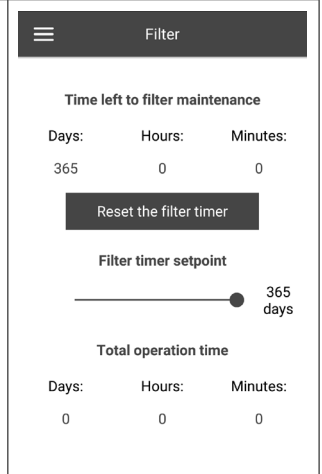 Filter
Time left to filter maintenance
Days: Hours: Minutes:
365 0 0
Reset the filter timer
Filter timer setpoint
365
days
Total operation time
Days: Hours: Minutes:
0 0 0